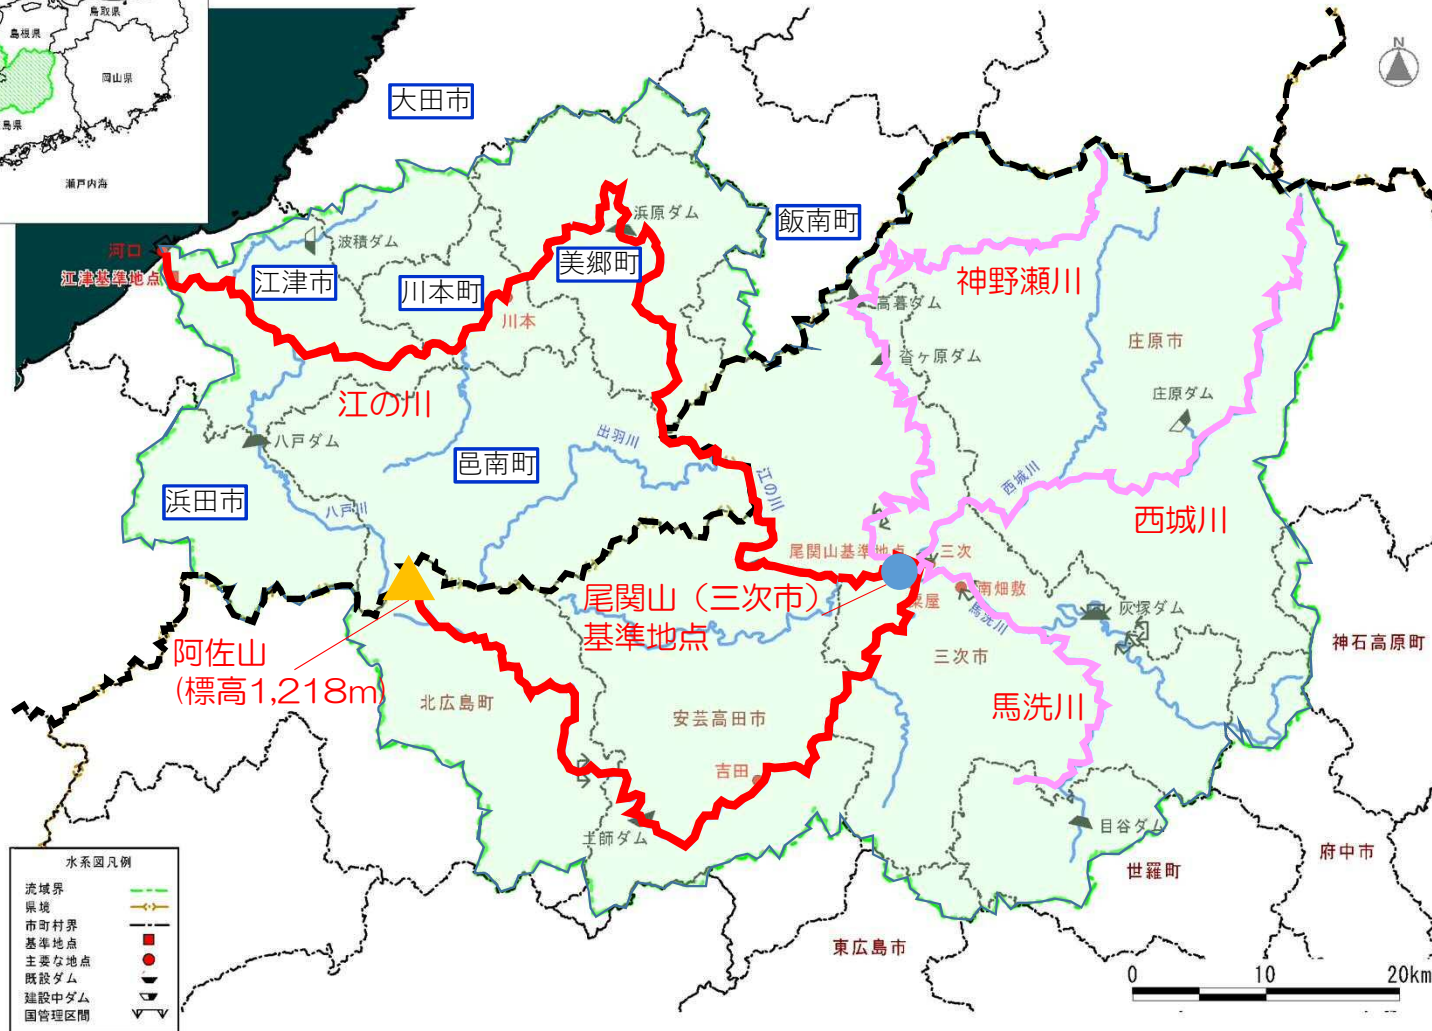 鳥取県
島根県
岡山県
島県
瀬戸内海
N
大田市
飯南町
浜原ダム
波積ダム
河口
江津基準地点
江津市
川本町
美郷町
川本
神野瀬川
高暮ダム
沓ヶ原ダム
庄原市
庄原ダム
江の川
八戸ダム
出羽川
邑南町
江の川
西城川
浜田市
八戸川
西城川
尾関山基準地点
三次
尾関山（三次市）
基準地点
粟屋
南畑敷
馬洗川
灰塚ダム
阿佐山
(標高1,218m)
三次市
神石高原町
北広島町
安芸高田市
馬洗川
吉田
土師ダム
目谷ダム
世羅町
府中市
東広島市
水系図凡例
流域界
県境
市町村界
基準地点
主要な地点
既設ダム
建設中ダム
国管理区間
0 10 20km